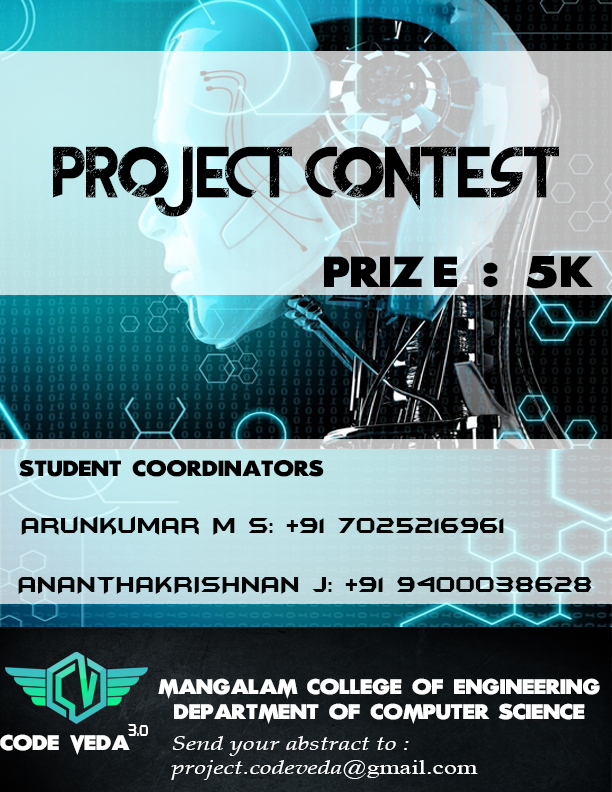 PROJECT CONTEST
PRIZE : 5K
STUDENT COORDINATORS
ARUNKUMAR M S: +91 7025216961
ANANTHAKRISHNAN J: +91 9400038628
CV
MANGALAM COLLEGE OF ENGINEERING
DEPARTMENT OF COMPUTER SCIENCE
CODE VEDA 3.0
Send your abstract to :
project.codeveda@gmail.com